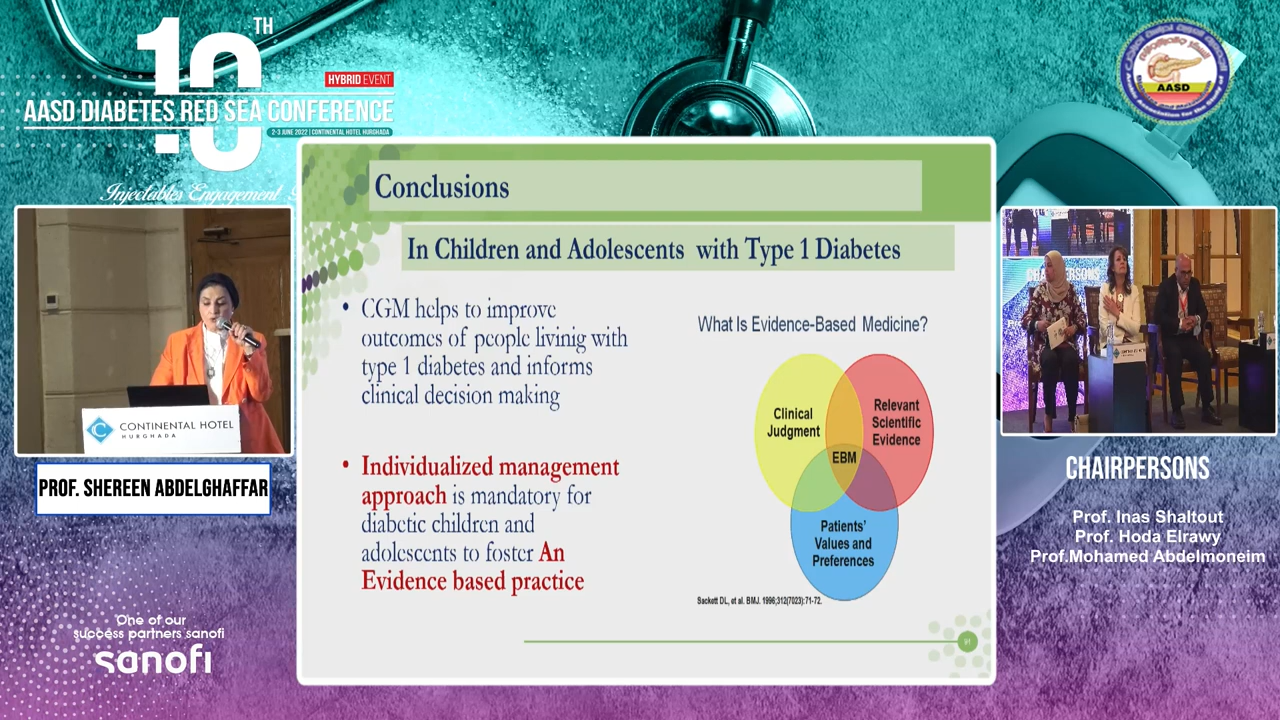 10TH
HYBRID EVENT
AASD DIABETES RED SEA CONFERENCE
2-3 JUNE 2022 | CONTINENTAL HOTEL HURGHADA
Injectables Engagement
AASD
Conclusions
In Children and Adolescents with Type 1 Diabetes
• CGM helps to improve
outcomes of people livinig with
type 1 diabetes and informs
clinical decision making
• Individualized management
approach is mandatory for
diabetic children and
adolescents to foster An
Evidence based practice
What Is Evidence-Based Medicine?
Clinical
Judgment
Relevant
Scientific
Evidence
EBM
Patients'
Values and
Preferences
Sackett DL, et al. BMJ. 1996;312(7023):71-72.
91
CONTINENTAL HOTEL
HURGHADA
PROF. SHEREEN ABDELGHAFFAR
One of our
success partners sanofi
sanofi
CHAIRPERSONS
CONTINENTAL HOTEL
CHAIRPERSONS
Prof. Inas Shaltout
Prof. Hoda Elrawy
Prof.Mohamed Abdelmoneim